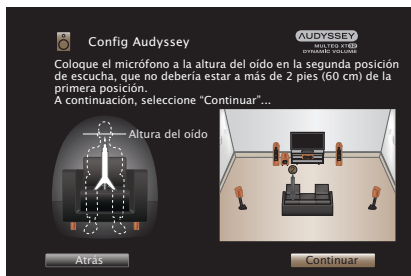 Config Audyssey
AUDYSSEY
MULTEQ XT32
DYNAMIC VOLUME
Coloque el micrófono a la altura del oído en la segunda posición
de escucha, que no debería estar a más de 2 pies (60 cm) de la
primera posición.
A continuación, seleccione “Continuar”...
Altura del oído
Atrás
Continuar